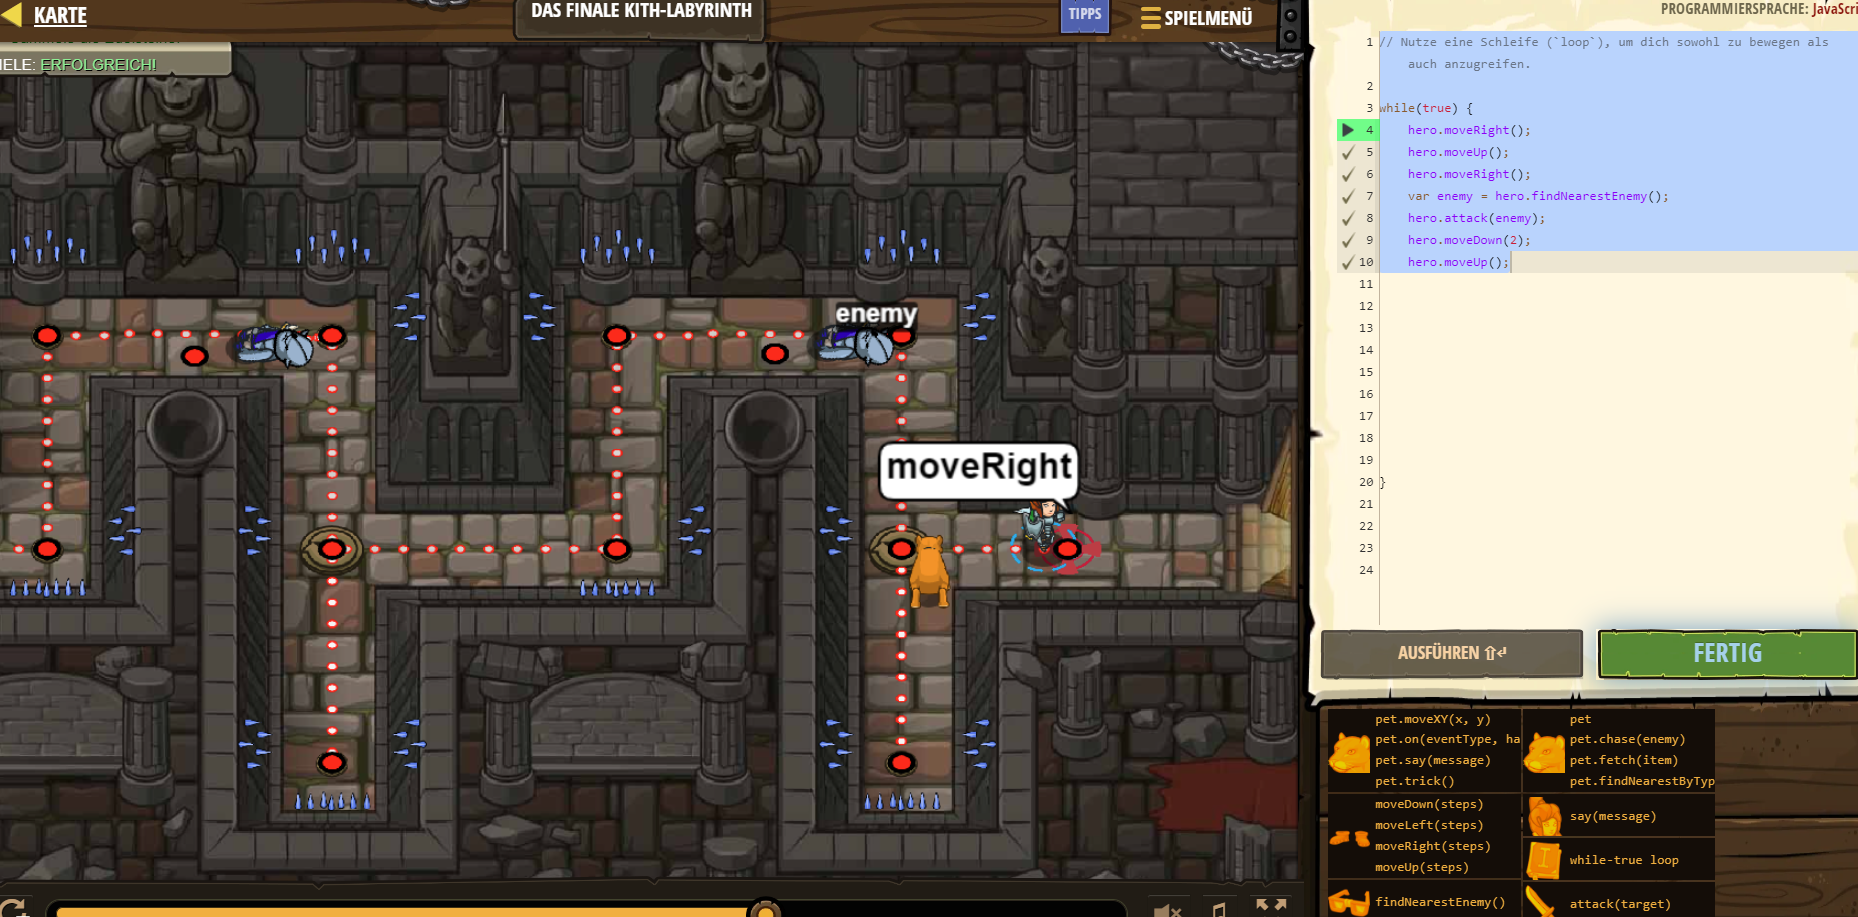 KARTE
DAS FINALE KITH-LABYRINTH
TIPPS
SPIELMENÜ
PROGRAMMIERSPRACHE: JavaScri
IELE: ERFOLGREICH!
enemy
moveRight
1 // Nutze eine Schleife (`loop`), um dich sowohl zu bewegen als
auch anzugreifen.
2
3 while(true) {
4 hero.moveRight();
5 hero.moveUp();
6 hero.moveRight();
7 var enemy = hero.findNearestEnemy();
8 hero.attack(enemy);
9 hero.moveDown(2);
10 hero.moveUp();
11
12
13
14
15
16
17
18
19
20 }
21
22
23
24
AUSFÜHREN ⇧↵
FERTIG
pet.moveXY(x, y)
pet.on(eventType, ha
pet.say(message)
pet.trick()
moveDown(steps)
moveLeft(steps)
moveRight(steps)
moveUp(steps)
findNearestEnemy()
pet
pet.chase(enemy)
pet.fetch(item)
pet.findNearestByTyp
say(message)
while-true loop
attack(target)